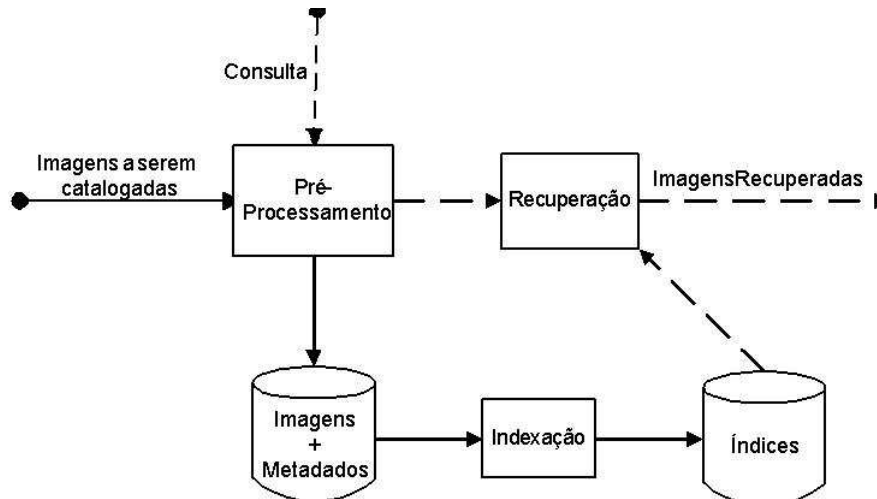 Consulta
Imagens a serem
catalogadas
Pré-
Processamento
Recuperação
ImagensRecuperadas
Imagens
+
Metadados
Indexação
Índices